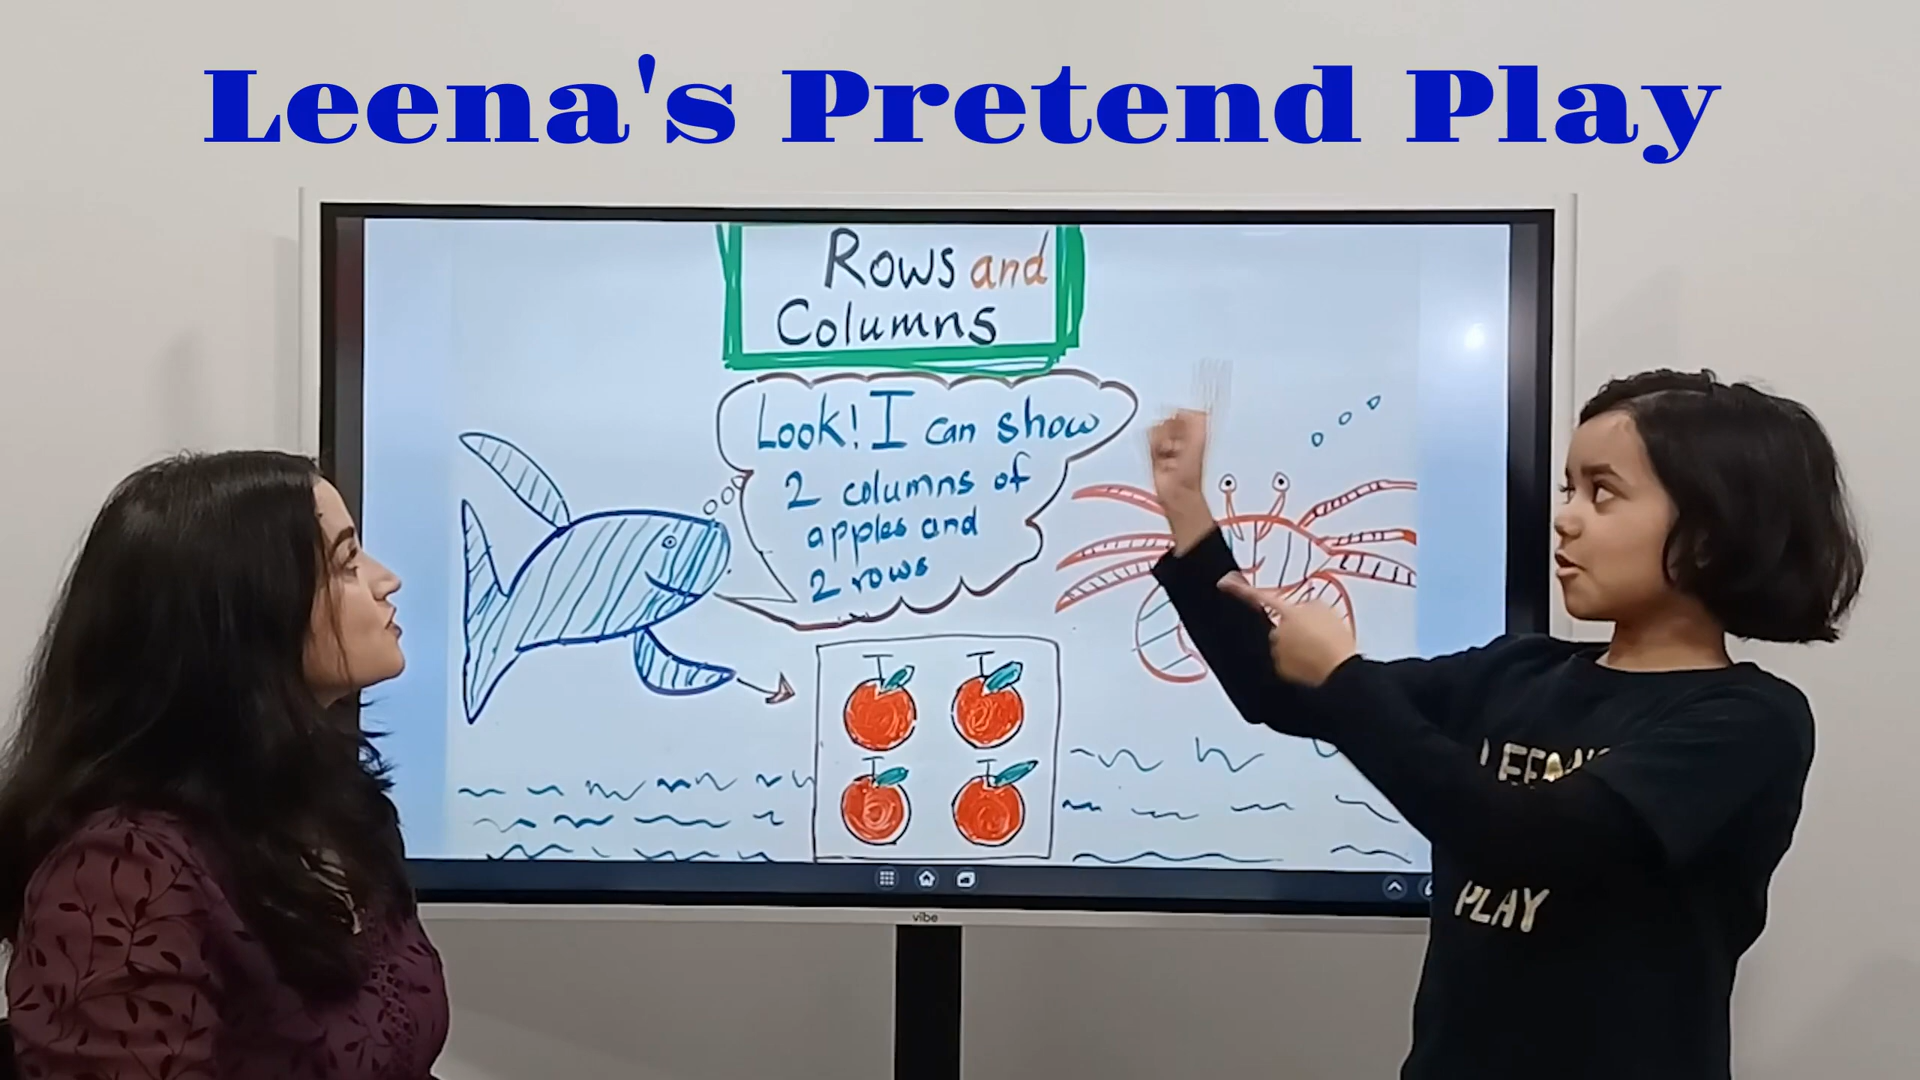 Leena's Pretend Play
Rows and
Columns
Look! I can show
2 columns of
apples and
2 rows
vibe
PLAY